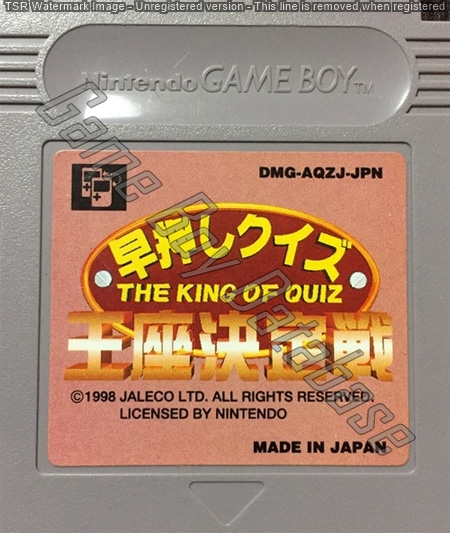 TSR Watermark Image - Unregistered version - This line is removed when registered
Nintendo GAME BOY TM
DMG-AQZJ-JPN
早押しクイズ
THE KING OF QUIZ
王座決定戦
©1998 JALECO LTD. ALL RIGHTS RESERVED.
LICENSED BY NINTENDO
MADE IN JAPAN
Game Boy Database